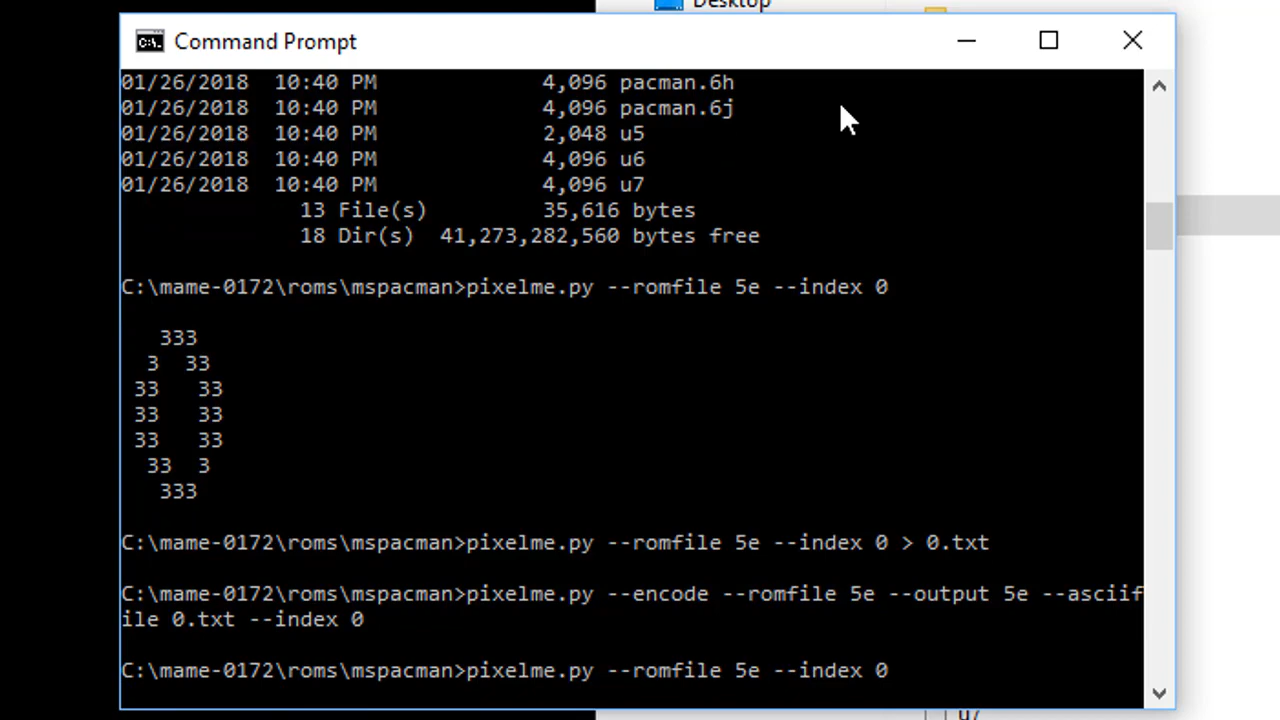 Desktop
Command Prompt
01/26/2018  10:40 PM             4,096 pacman.6h
01/26/2018  10:40 PM             4,096 pacman.6j
01/26/2018  10:40 PM             2,048 u5
01/26/2018  10:40 PM             4,096 u6
01/26/2018  10:40 PM             4,096 u7
              13 File(s)         35,616 bytes
              18 Dir(s)  41,273,282,560 bytes free
C:\mame-0172\roms\mspacman>pixelme.py --romfile 5e --index 0
   333
  3  33
 33   33
 33   33
 33   33
  33  3
   333
C:\mame-0172\roms\mspacman>pixelme.py --romfile 5e --index 0 > 0.txt
C:\mame-0172\roms\mspacman>pixelme.py --encode --romfile 5e --output 5e --asciif
ile 0.txt --index 0
C:\mame-0172\roms\mspacman>pixelme.py --romfile 5e --index 0
u7